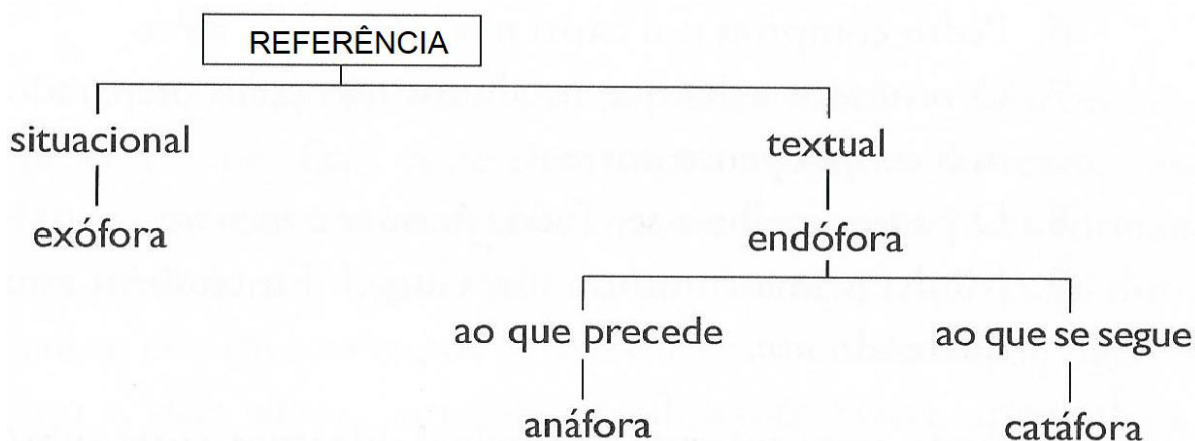 REFERÊNCIA
situacional
textual
exófora
endófora
ao que precede
ao que se segue
anáfora
catáfora